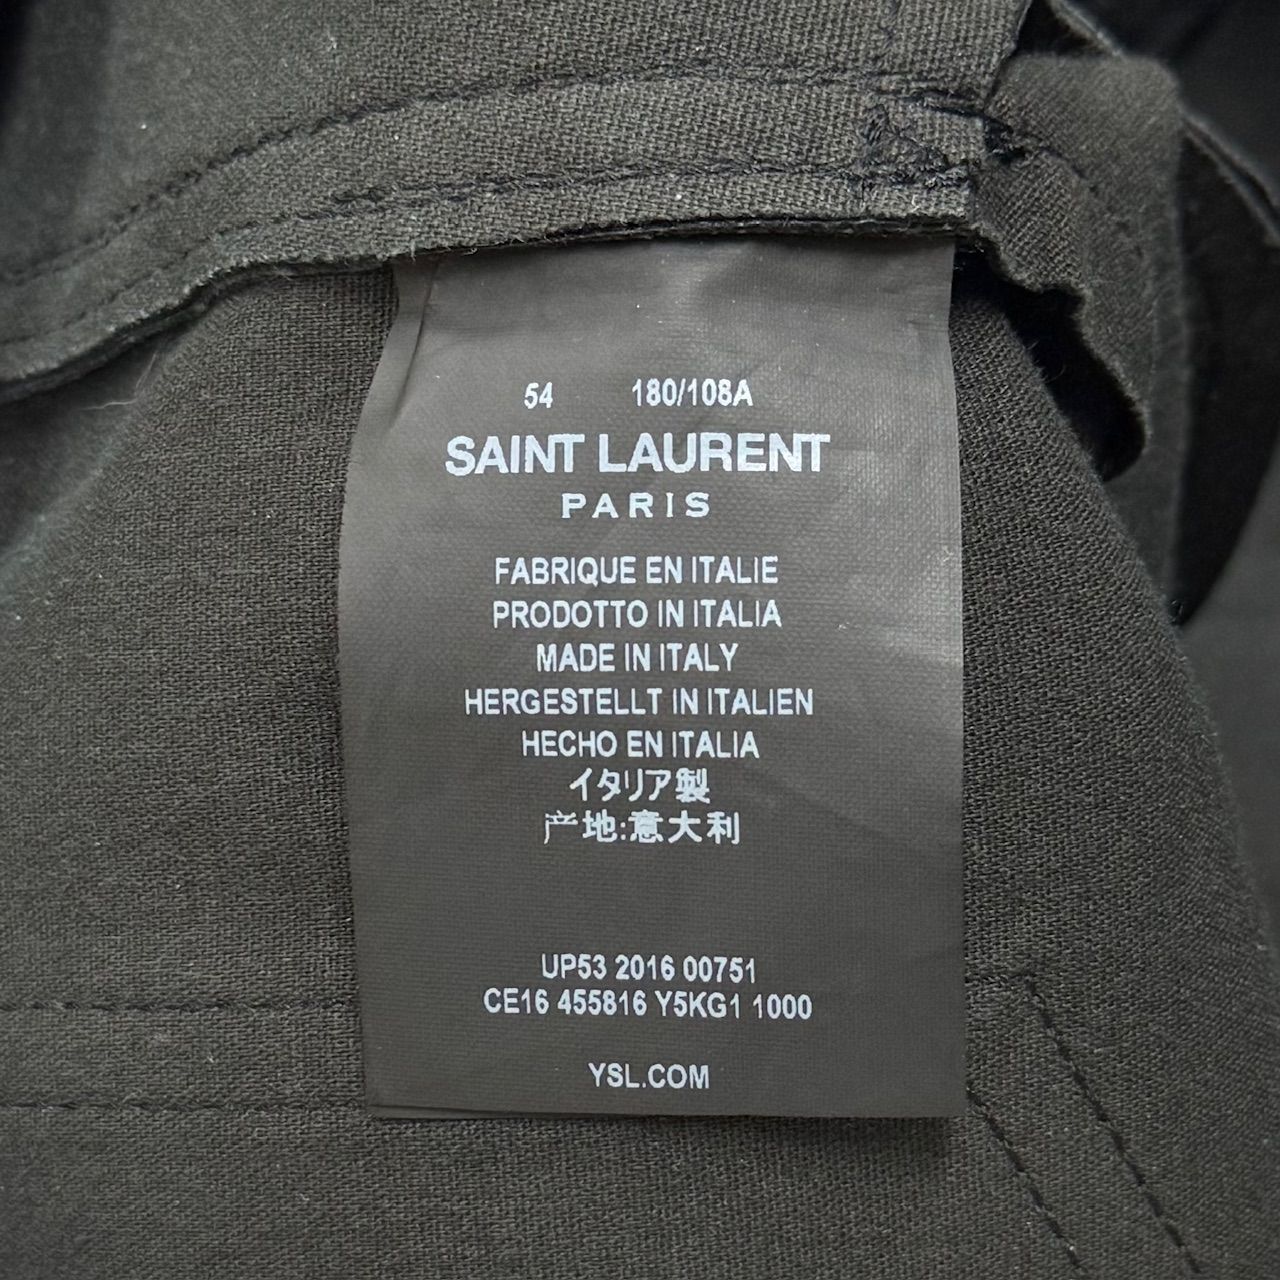 54 180/108A
SAINT LAURENT
PARIS
FABRIQUE EN ITALIE
PRODOTTO IN ITALIA
MADE IN ITALY
HERGESTELLT IN ITALIEN
HECHO EN ITALIA
イタリア製
产地:意大利
UP53 2016 00751
CE16 455816 Y5KG1 1000
YSL.COM